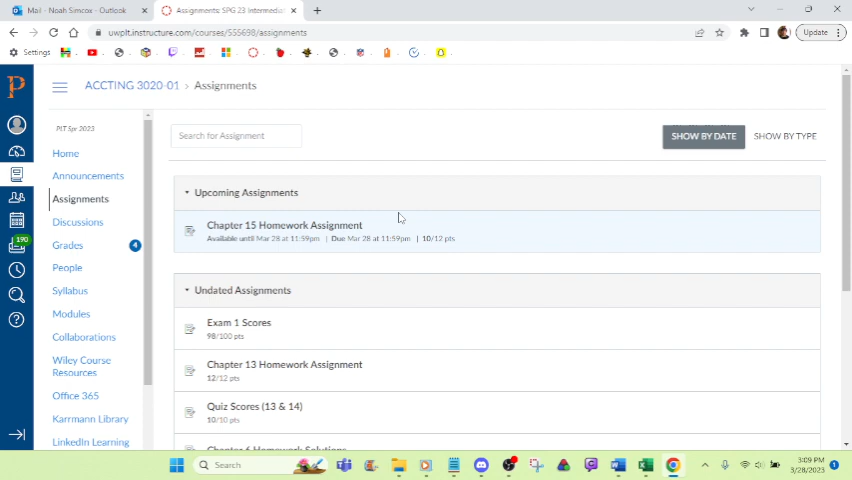 Mail - Noah Simcox - Outlook
Assignments: SPG 23 Intermedia
uwplt.instructure.com/courses/555698/assignments
Update
Settings
ACCTING 3020-01 > Assignments
PLT Spr 2023
Home
Announcements
Assignments
Discussions
Grades
4
People
Syllabus
Modules
Collaborations
Wiley Course
Resources
Office 365
Karrmann Library
LinkedIn Learning
190
Search for Assignment
SHOW BY DATE
SHOW BY TYPE
Upcoming Assignments
Chapter 15 Homework Assignment
Available until Mar 28 at 11:59pm | Due Mar 28 at 11:59pm | 10/12 pts
Undated Assignments
Exam 1 Scores
98/100 pts
Chapter 13 Homework Assignment
12/12 pts
Quiz Scores (13 & 14)
10/10 pts
Chapter 6 Homework Solutions
Search
3:09 PM
3/28/2023